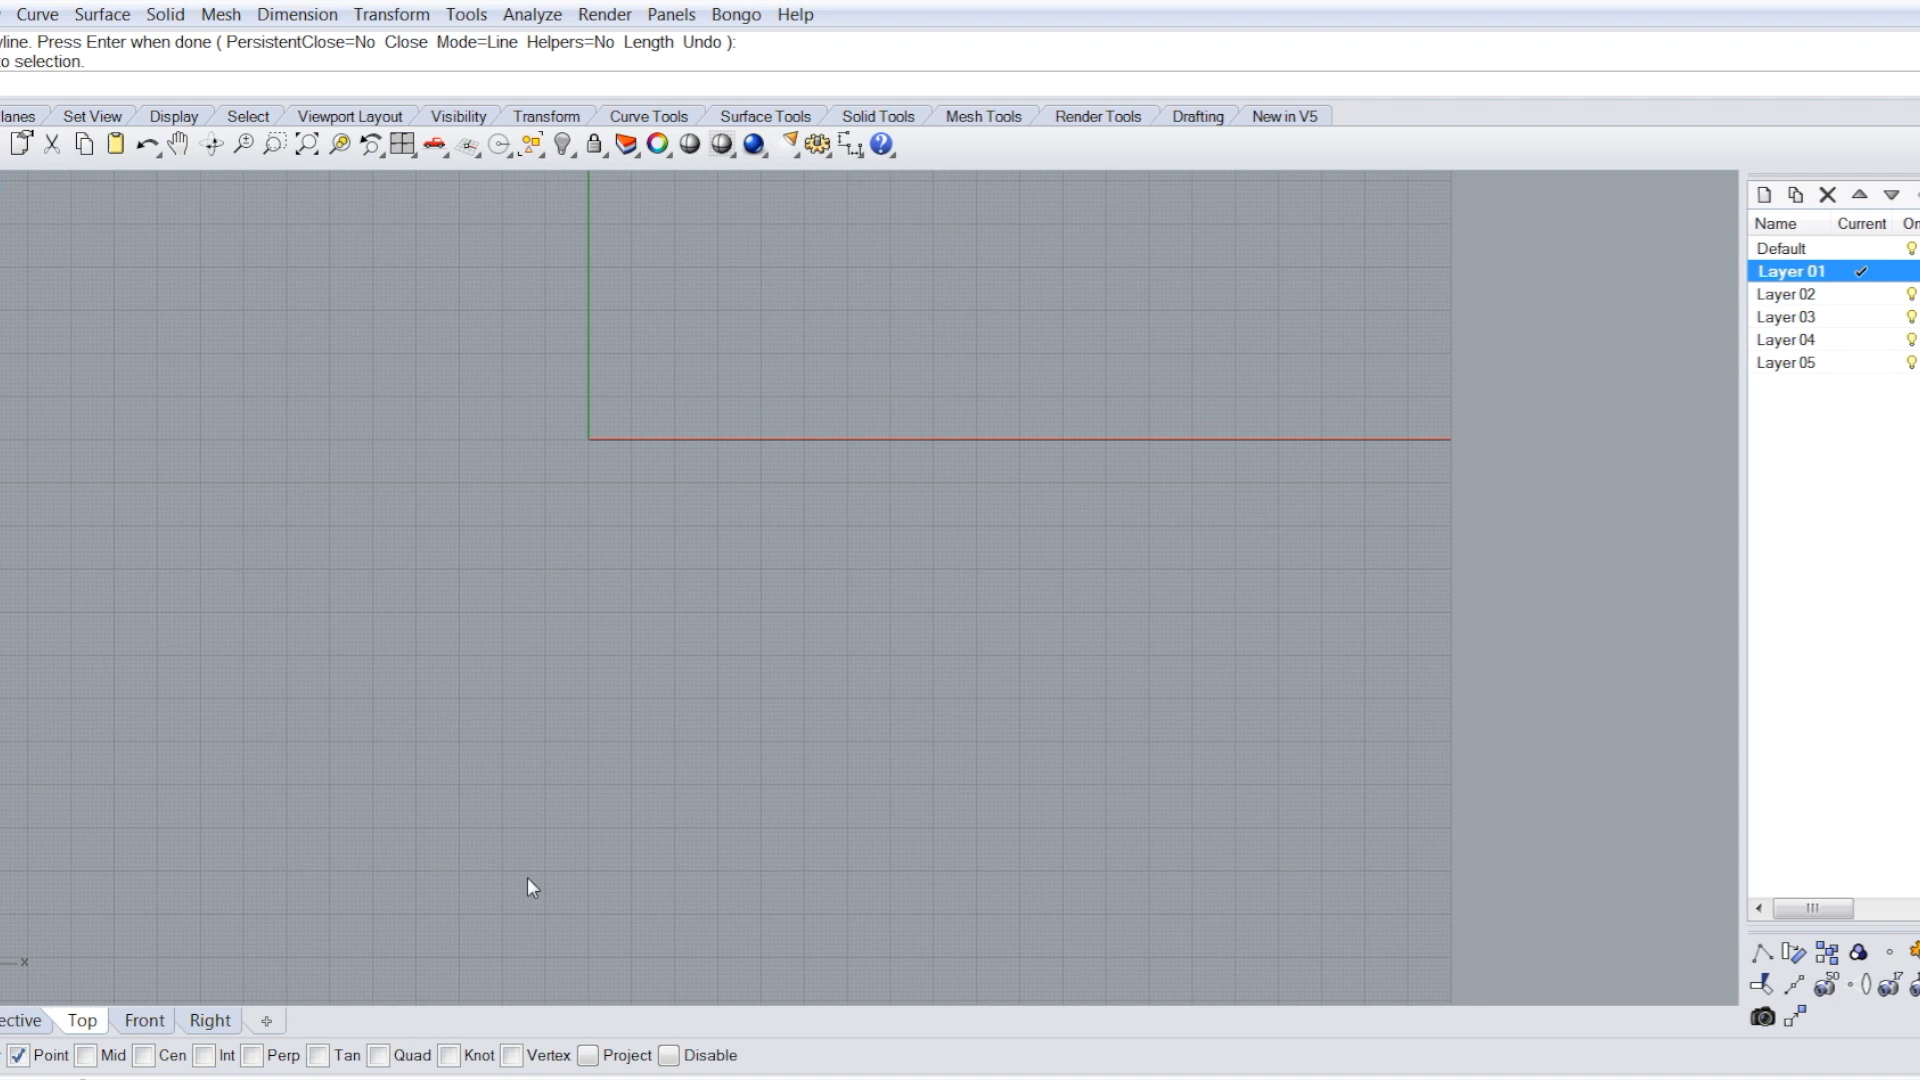 Curve Surface Solid Mesh Dimension Transform Tools Analyze Render Panels Bongo Help
yline. Press Enter when done ( PersistentClose=No Close Mode=Line Helpers=No Length Undo ):
to selection.
lanes Set View Display Select Viewport Layout Visibility Transform Curve Tools Surface Tools Solid Tools Mesh Tools Render Tools Drafting New in V5
Name Current On
Default
Layer 01
Layer 02
Layer 03
Layer 04
Layer 05
50 17
x
ective Top Front Right
Point Mid Cen Int Perp Tan Quad Knot Vertex Project Disable